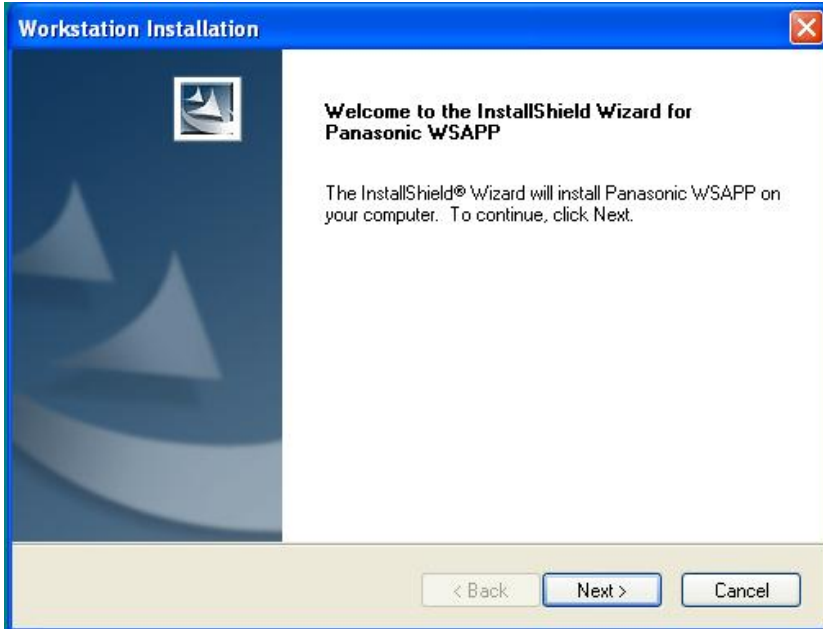 Workstation Installation
Welcome to the InstallShield Wizard for
Panasonic WSAPP
The InstallShield® Wizard will install Panasonic WSAPP on
your computer.  To continue, click Next.
< Back
Next >
Cancel